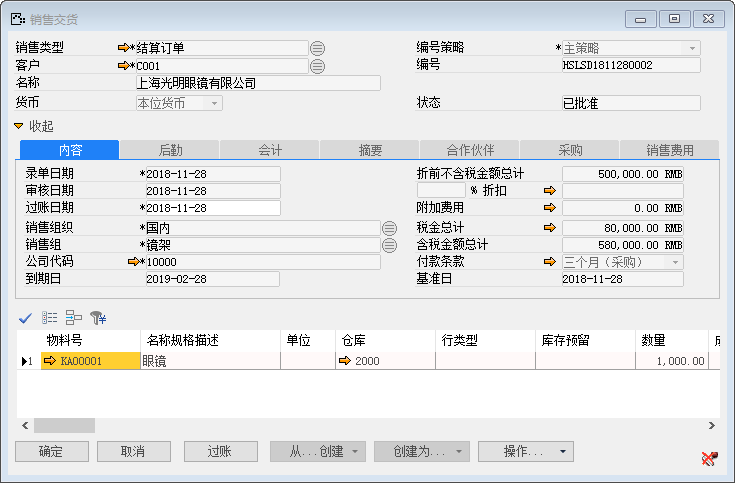 销售交货
销售类型 *结算订单 编号策略 *主策略
客户 *C001 编号 HSLSD1811280002
名称 上海光明眼镜有限公司
货币 本位货币 状态 已批准
收起
内容 后勤 会计 摘要 合作伙伴 采购 销售费用
录单日期 *2018-11-28 折前不含税金额总计 500,000.00 RMB
审核日期 2018-11-28 % 折扣
过账日期 *2018-11-28 附加费用 0.00 RMB
销售组织 *国内 税金总计 80,000.00 RMB
销售组 *镜架 含税金额总计 580,000.00 RMB
公司代码 *10000 付款条款 三个月（采购）
到期日 2019-02-28 基准日 2018-11-28
物料号 名称规格描述 单位 仓库 行类型 库存预留 数量
1 KA00001 眼镜 2000 1,000.00
确定 取消 过账 从...创建 创建为... 操作...